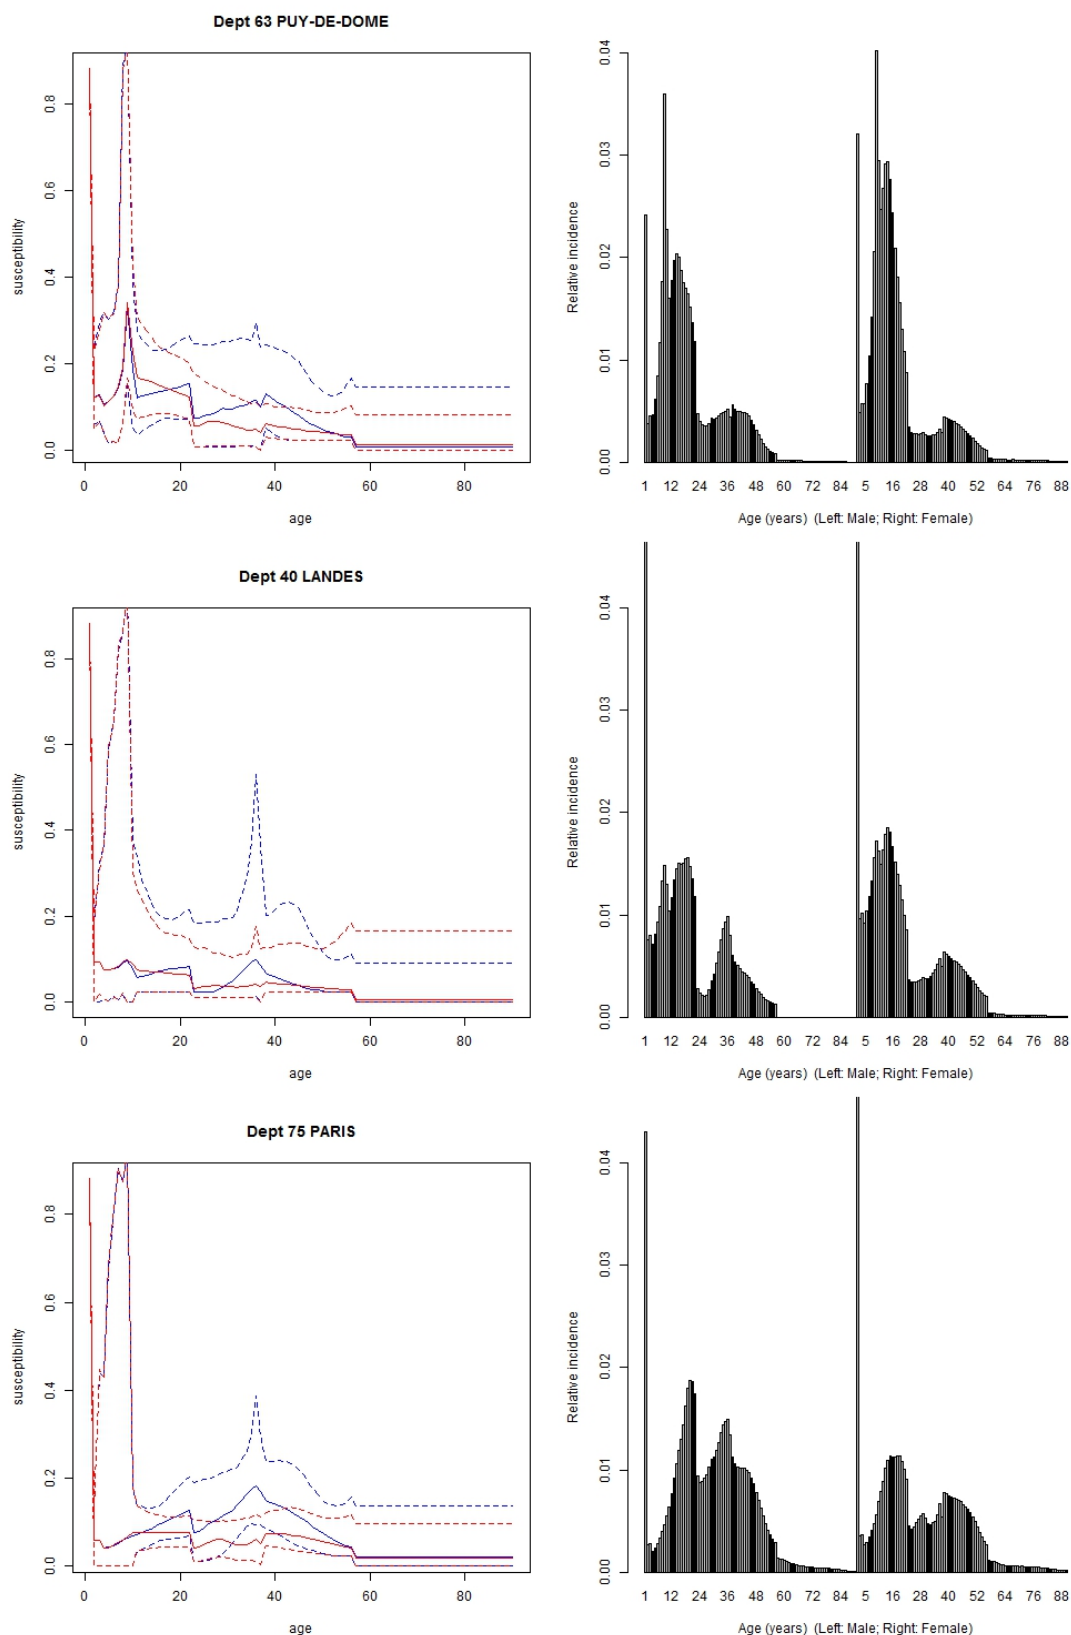 Dept 63 PUY-DE-DOME
susceptibility
0.0 0.2 0.4 0.6 0.8
0 20 40 60 80
age
Relative incidence
0.00 0.01 0.02 0.03 0.04
1 12 24 36 48 60 72 84 5 16 28 40 52 64 76 88
Age (years) (Left: Male; Right: Female)
Dept 40 LANDES
susceptibility
0.0 0.2 0.4 0.6 0.8
0 20 40 60 80
age
Relative incidence
0.00 0.01 0.02 0.03 0.04
1 12 24 36 48 60 72 84 5 16 28 40 52 64 76 88
Age (years) (Left: Male; Right: Female)
Dept 75 PARIS
susceptibility
0.0 0.2 0.4 0.6 0.8
0 20 40 60 80
age
Relative incidence
0.00 0.01 0.02 0.03 0.04
1 12 24 36 48 60 72 84 5 16 28 40 52 64 76 88
Age (years) (Left: Male; Right: Female)